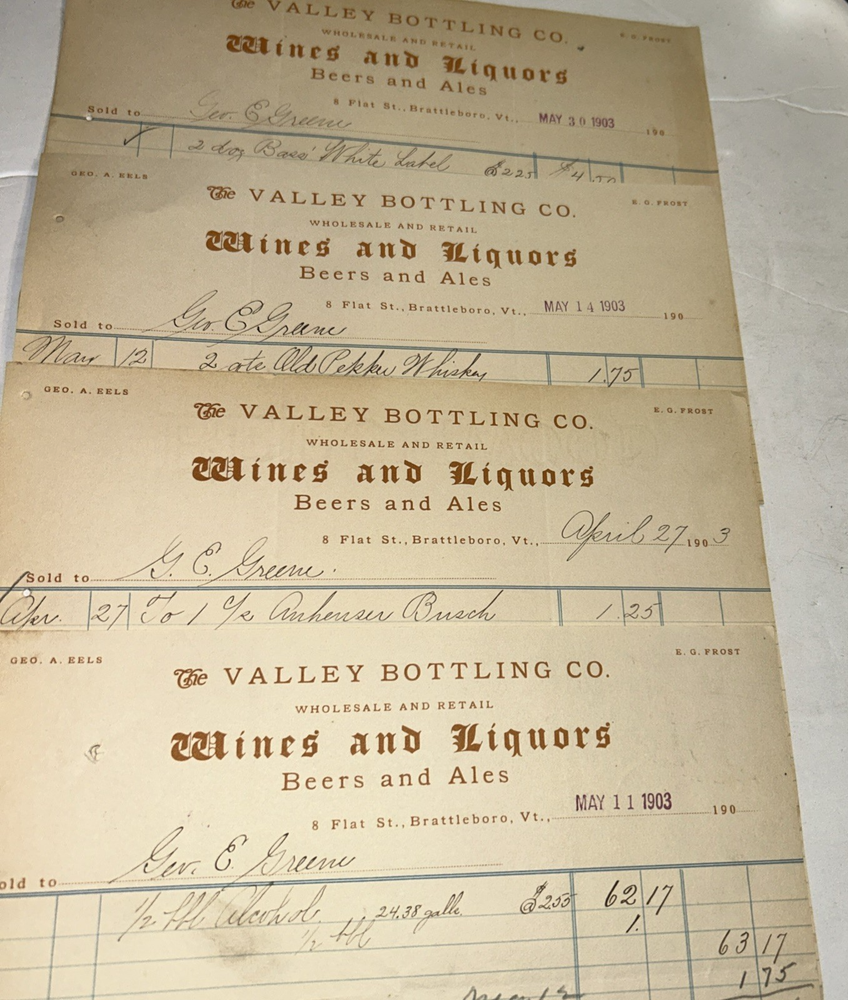 The VALLEY BOTTLING CO.
E. G. FROST
WHOLESALE AND RETAIL
Wines and Liquors
Beers and Ales
8 Flat St., Brattleboro, Vt., MAY 30 1903 190
Sold to Geo. E Greene
2 doz Bass' White Label @ 225 $4.50
GEO. A. EELS
E. G. FROST
The VALLEY BOTTLING CO.
WHOLESALE AND RETAIL
Wines and Liquors
Beers and Ales
8 Flat St., Brattleboro, Vt., MAY 14 1903 190
Sold to Geo. E Greene
May 12 2 qts Old Pekke Whiskey 1.75
GEO. A. EELS
E. G. FROST
The VALLEY BOTTLING CO.
WHOLESALE AND RETAIL
Wines and Liquors
Beers and Ales
8 Flat St., Brattleboro, Vt., April 27 1903
Sold to G. E. Greene.
Apr. 27 To 1 c/s Anheuser Busch 1.25
GEO. A. EELS
E. G. FROST
The VALLEY BOTTLING CO.
WHOLESALE AND RETAIL
Wines and Liquors
Beers and Ales
8 Flat St., Brattleboro, Vt., MAY 11 1903 190
old to Geo. E. Greene
1/2 bbl Alcohol 24.38 galls. @ $2.55 62 17
1/2 bbl 1.
63 17
1 75